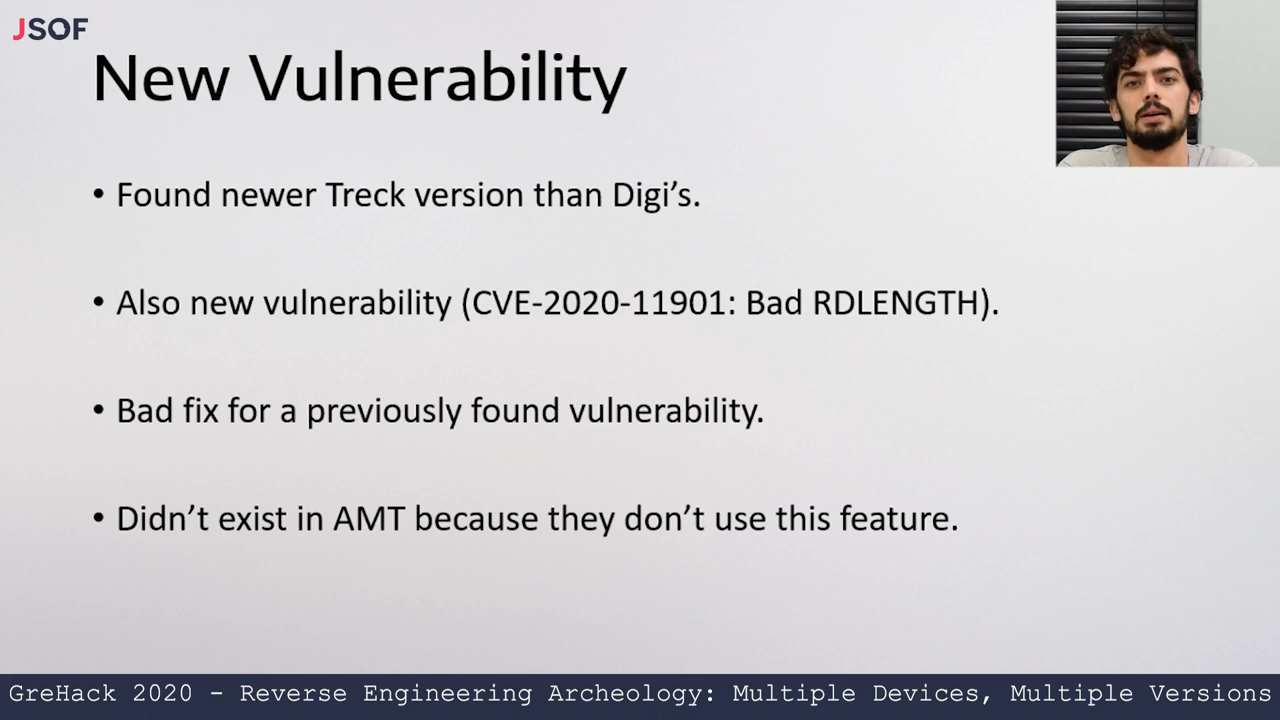 JSOF
New Vulnerability
• Found newer Treck version than Digi’s.
• Also new vulnerability (CVE-2020-11901: Bad RDLENGTH).
• Bad fix for a previously found vulnerability.
• Didn’t exist in AMT because they don’t use this feature.
GreHack 2020 - Reverse Engineering Archeology: Multiple Devices, Multiple Versions